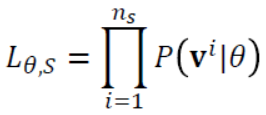 L_{θ,S} = ∏_{i=1}^{n_s} P(𝐯^i|θ)